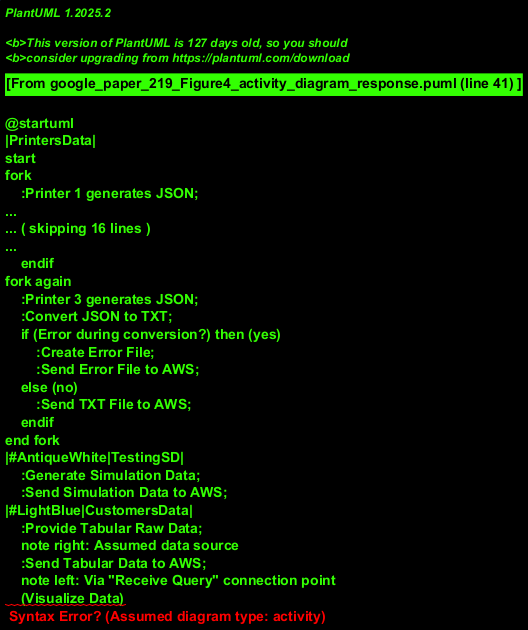 PlantUML 1.2025.2
<b>This version of PlantUML is 127 days old, so you should
<b>consider upgrading from https://plantuml.com/download
[From google_paper_219_Figure4_activity_diagram_response.puml (line 41) ]
@startuml
|PrintersData|
start
fork
:Printer 1 generates JSON;
...
... ( skipping 16 lines )
...
endif
fork again
:Printer 3 generates JSON;
:Convert JSON to TXT;
if (Error during conversion?) then (yes)
:Create Error File;
:Send Error File to AWS;
else (no)
:Send TXT File to AWS;
endif
end fork
|#AntiqueWhite|TestingSD|
:Generate Simulation Data;
:Send Simulation Data to AWS;
|#LightBlue|CustomersData|
:Provide Tabular Raw Data;
note right: Assumed data source
:Send Tabular Data to AWS;
note left: Via "Receive Query" connection point
(Visualize Data)
Syntax Error? (Assumed diagram type: activity)